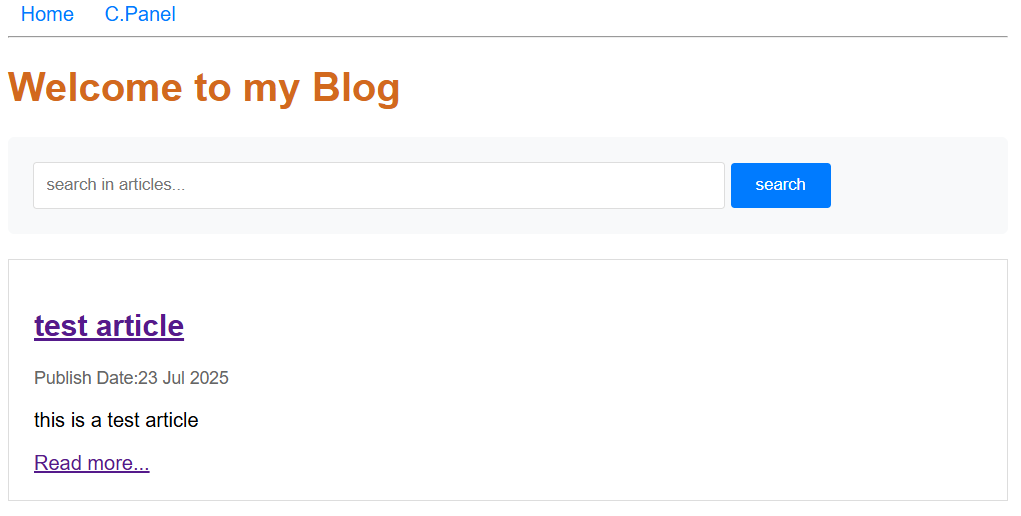 Home C.Panel
Welcome to my Blog
search in articles... search
test article
Publish Date:23 Jul 2025
this is a test article
Read more...